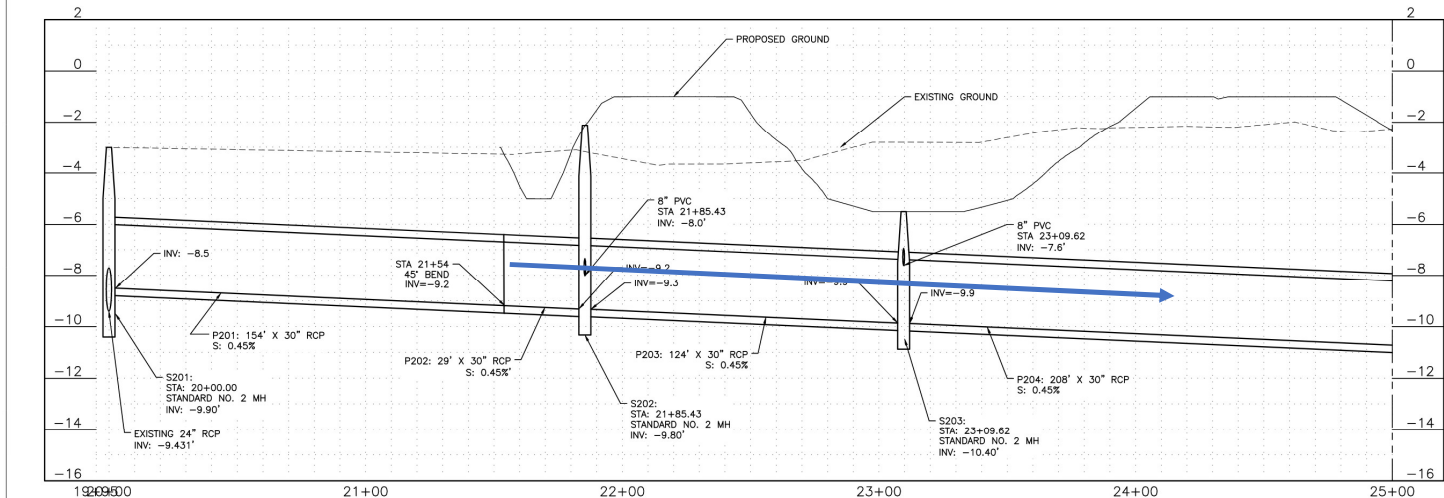 2
2
PROPOSED GROUND
0
0
EXISTING GROUND
-2
-2
-4
-4
8" PVC
STA 21+85.43
INV: -8.0'
-6
-6
8" PVC
STA 23+09.62
INV: -7.6'
INV: -8.5
STA 21+54
45° BEND
INV=-9.2
INV=-9.2
INV=-9.3
INV=-9.9
-8
-8
-10
-10
P201: 154' X 30" RCP
S: 0.45%
P202: 29' X 30" RCP
S: 0.45%'
P203: 124' X 30" RCP
S: 0.45%
P204: 208' X 30" RCP
S: 0.45%
-12
-12
S201:
STA: 20+00.00
STANDARD NO. 2 MH
INV: -9.90'
S202:
STA: 21+85.43
STANDARD NO. 2 MH
INV: -9.80'
S203:
STA: 23+09.62
STANDARD NO. 2 MH
INV: -10.40'
EXISTING 24" RCP
INV: -9.431'
-14
-14
-16
-16
21+00
22+00
23+00
24+00
25+00